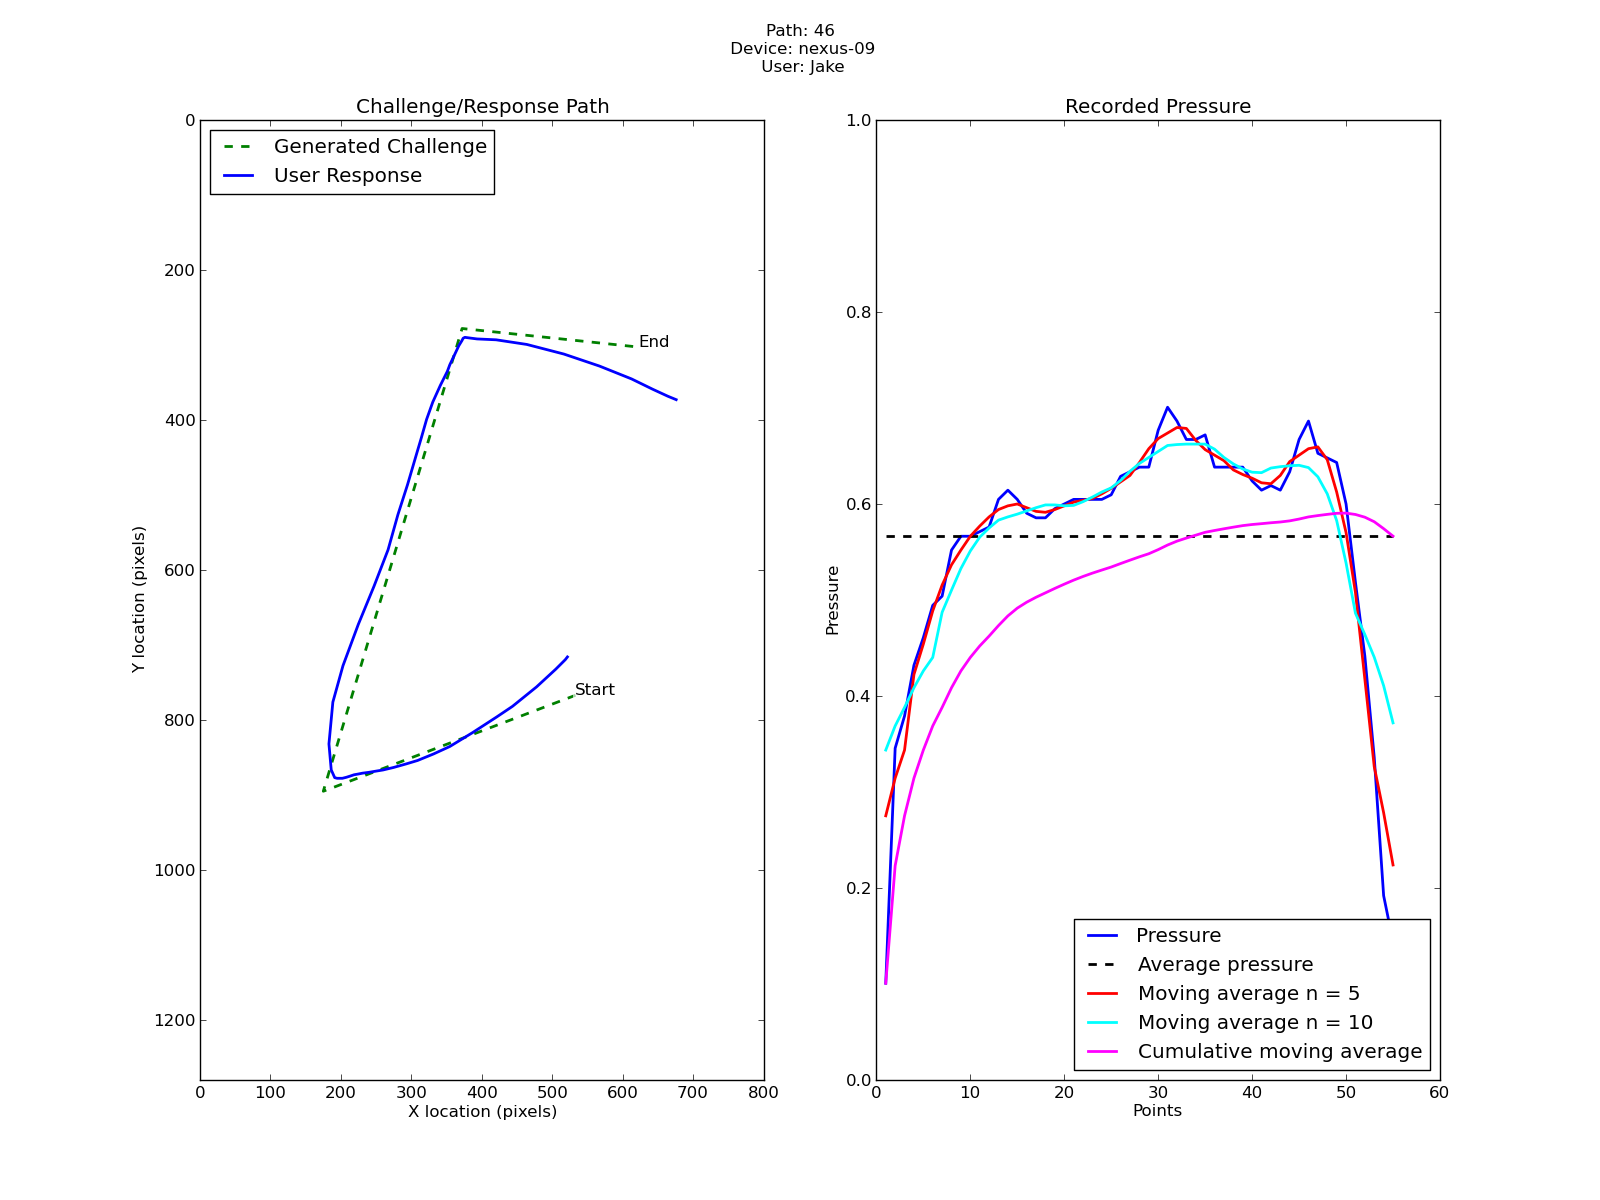 Path: 46
Device: nexus-09
User: Jake
Challenge/Response Path
Generated Challenge
User Response
0
200
400
600
800
1000
1200
Y location (pixels)
End
Start
0 100 200 300 400 500 600 700 800
X location (pixels)
Recorded Pressure
1.0
0.8
0.6
0.4
0.2
0.0
Pressure
Pressure
Average pressure
Moving average n = 5
Moving average n = 10
Cumulative moving average
0 10 20 30 40 50 60
Points